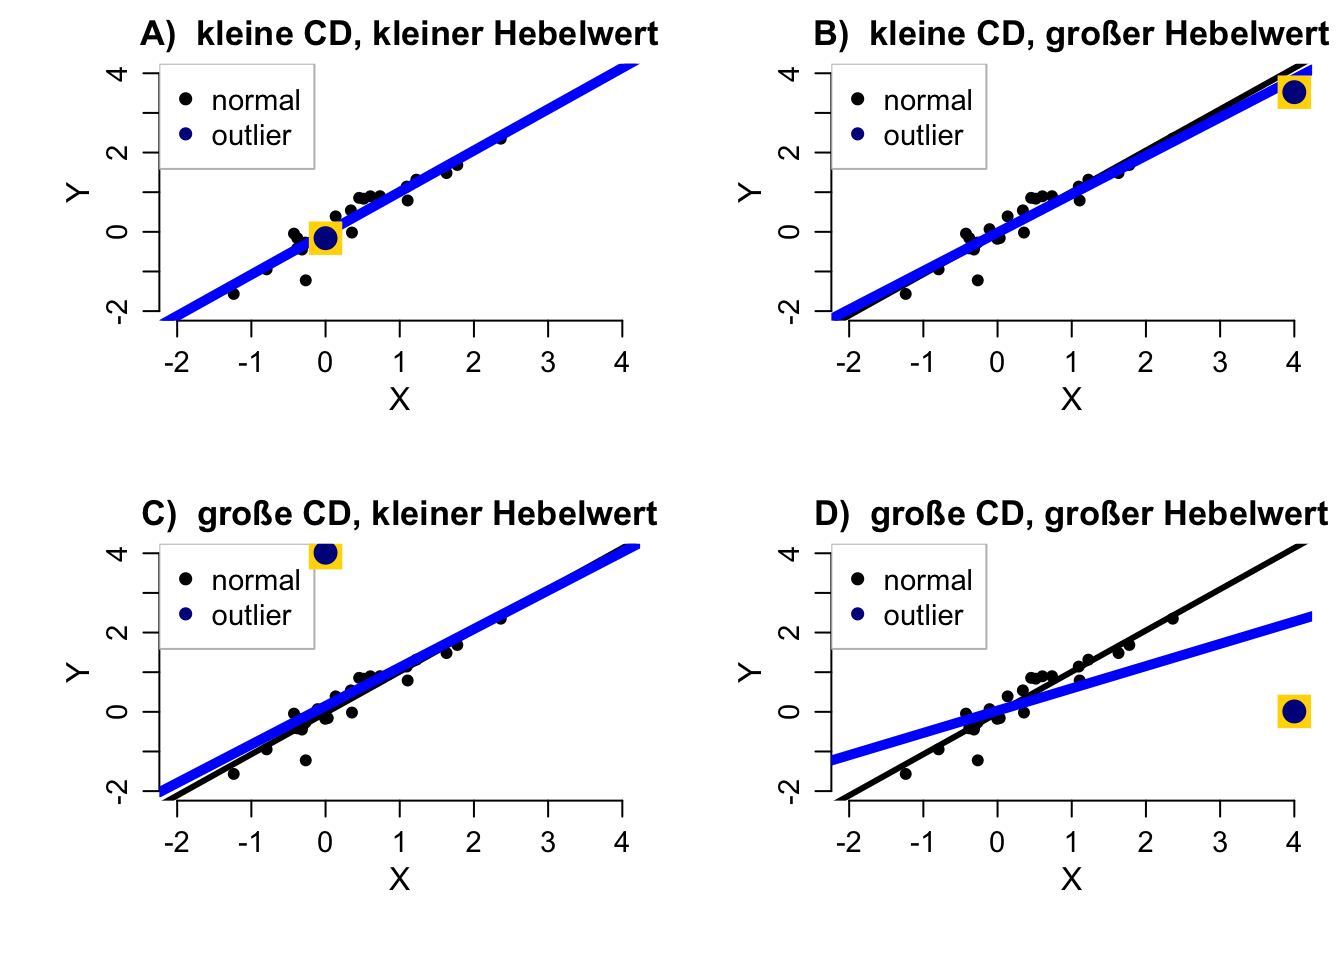 A)  kleine CD, kleiner Hebelwert
4
2
0
-2
Y
normal
outlier
-2 -1 0 1 2 3 4
X
B)  kleine CD, großer Hebelwert
4
2
0
-2
Y
normal
outlier
-2 -1 0 1 2 3 4
X
C)  große CD, kleiner Hebelwert
4
2
0
-2
Y
normal
outlier
-2 -1 0 1 2 3 4
X
D)  große CD, großer Hebelwert
4
2
0
-2
Y
normal
outlier
-2 -1 0 1 2 3 4
X